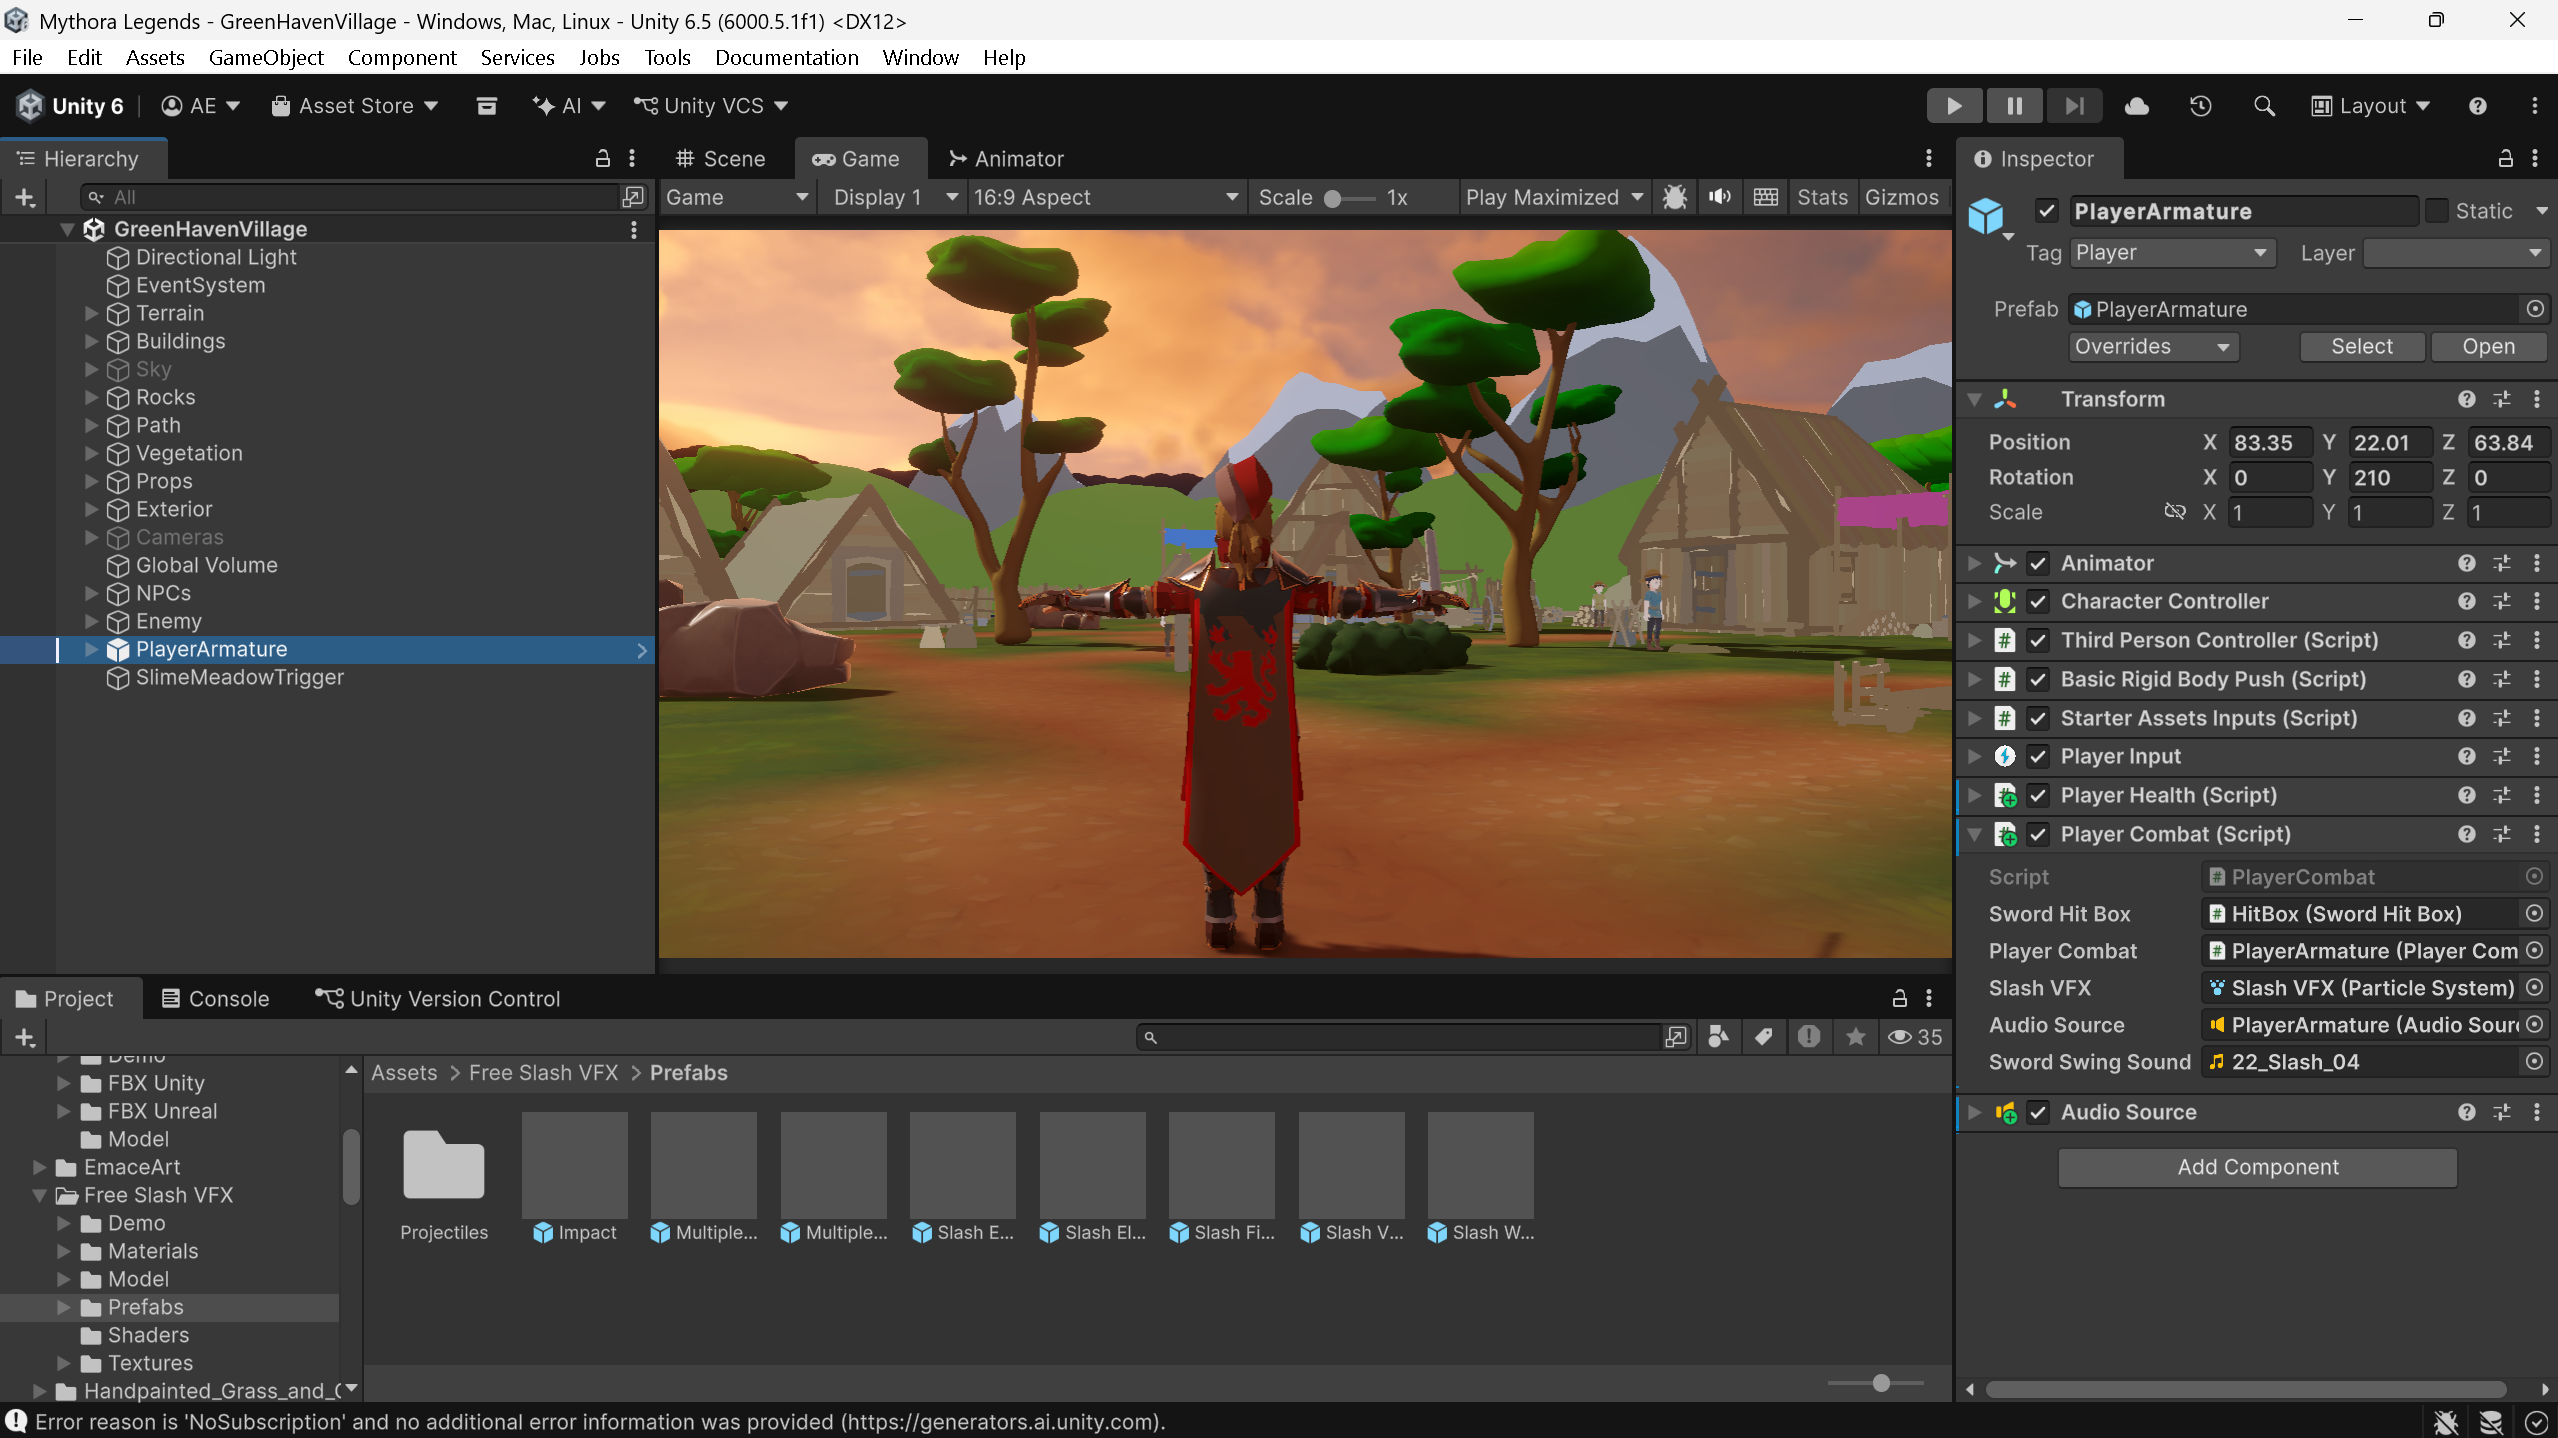 Mythora Legends - GreenHavenVillage - Windows, Mac, Linux - Unity 6.5 (6000.5.1f1) <DX12>
File Edit Assets GameObject Component Services Jobs Tools Documentation Window Help
Unity 6 AE Asset Store AI Unity VCS Layout
Hierarchy
All
GreenHavenVillage
Directional Light
EventSystem
Terrain
Buildings
Sky
Rocks
Path
Vegetation
Props
Exterior
Cameras
Global Volume
NPCs
Enemy
PlayerArmature
SlimeMeadowTrigger
Scene Game Animator
Game Display 1 16:9 Aspect Scale 1x Play Maximized Stats Gizmos
Inspector
PlayerArmature Static
Tag Player Layer
Prefab PlayerArmature
Overrides Select Open
Transform
Position X 83.35 Y 22.01 Z 63.84
Rotation X 0 Y 210 Z 0
Scale X 1 Y 1 Z 1
Animator
Character Controller
Third Person Controller (Script)
Basic Rigid Body Push (Script)
Starter Assets Inputs (Script)
Player Input
Player Health (Script)
Player Combat (Script)
Script PlayerCombat
Sword Hit Box HitBox (Sword Hit Box)
Player Combat PlayerArmature (Player Com
Slash VFX Slash VFX (Particle System)
Audio Source PlayerArmature (Audio Sour
Sword Swing Sound 22_Slash_04
Audio Source
Add Component
Project Console Unity Version Control
35
Demo
FBX Unity
FBX Unreal
Model
EmaceArt
Free Slash VFX
Demo
Materials
Model
Prefabs
Shaders
Textures
Handpainted_Grass_and_
Assets > Free Slash VFX > Prefabs
Projectiles Impact Multiple... Multiple... Slash E... Slash El... Slash Fi... Slash V... Slash W...
Error reason is 'NoSubscription' and no additional error information was provided (https://generators.ai.unity.com).